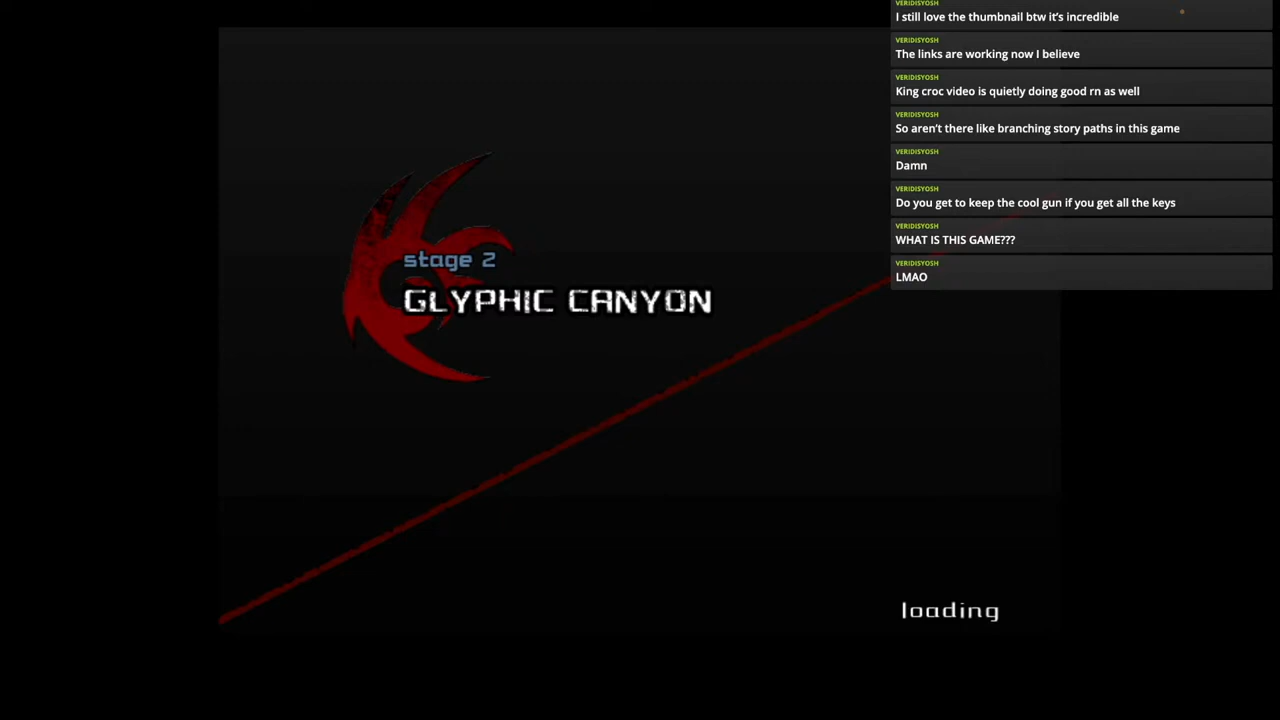 VERIDISYOSH
I still love the thumbnail btw it's incredible
VERIDISYOSH
The links are working now I believe
VERIDISYOSH
King croc video is quietly doing good rn as well
VERIDISYOSH
So aren't there like branching story paths in this game
VERIDISYOSH
Damn
VERIDISYOSH
Do you get to keep the cool gun if you get all the keys
VERIDISYOSH
WHAT IS THIS GAME???
VERIDISYOSH
LMAO
stage 2
GLYPHIC CANYON
loading